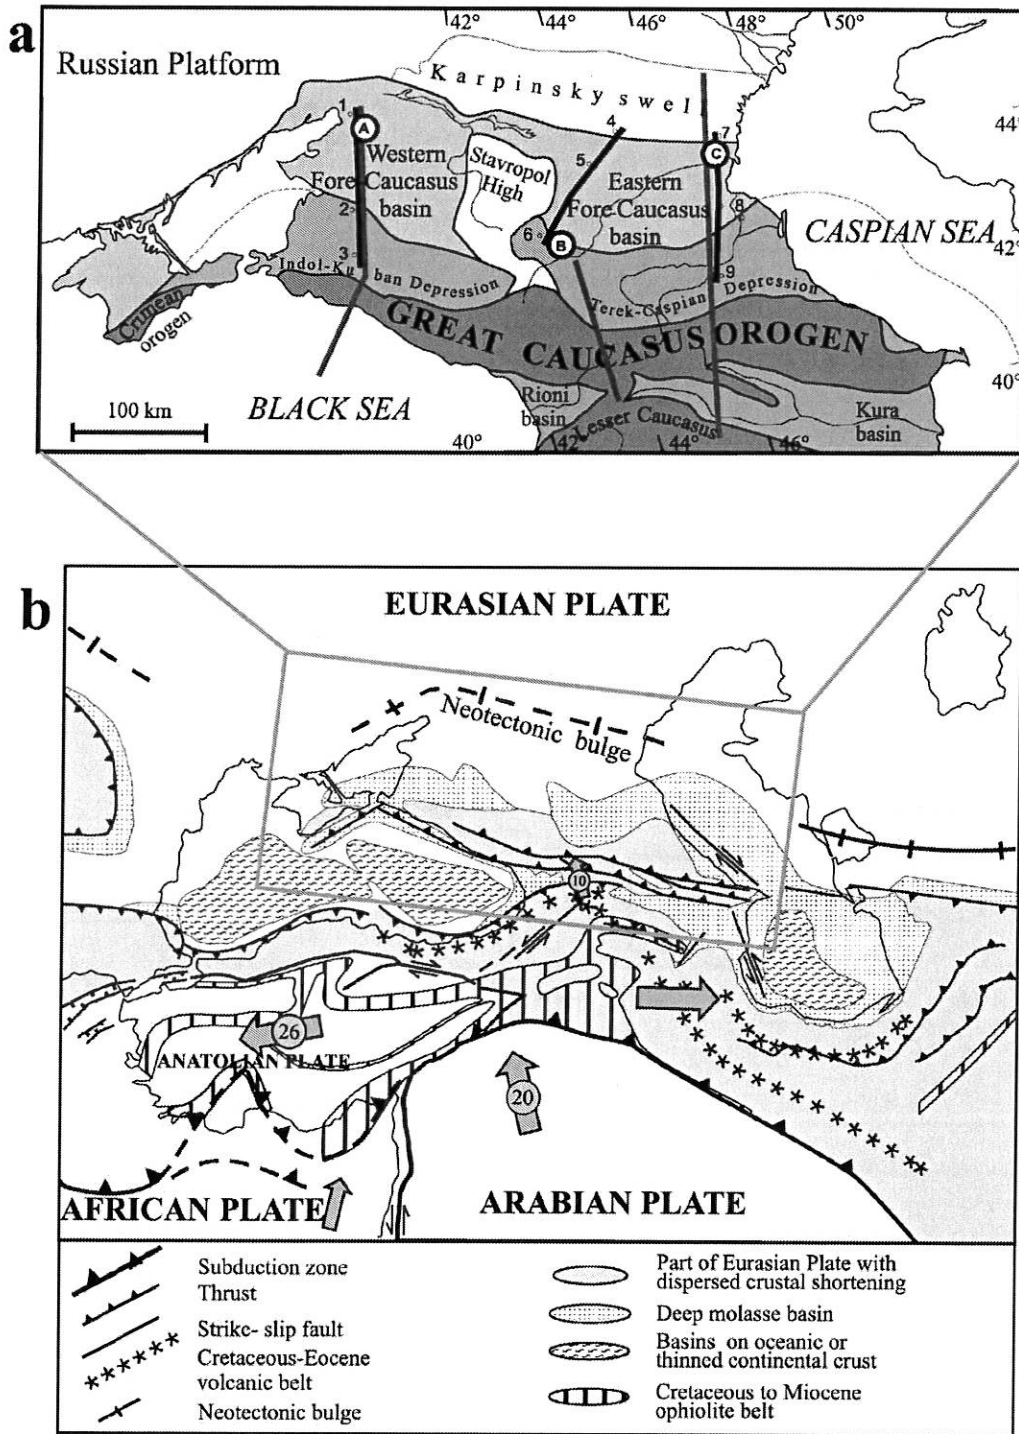 a
42° 44° 46° 48° 50°
Russian Platform
Karpinsky swell
44°
1
A
4
7
C
Western
Fore-Caucasus
basin
Stavropol
High
5
Eastern
Fore-Caucasus
basin
2
6
B
8
CASPIAN SEA
42°
3
Indol-Kuban Depression
9
Terek-Caspian Depression
Crimean
orogen
GREAT CAUCASUS OROGEN
40°
100 km
BLACK SEA
Rioni
basin
Lesser Caucasus
Kura
basin
40° 42° 44° 46°
b
EURASIAN PLATE
Neotectonic bulge
10
26
ANATOLIAN PLATE
20
AFRICAN PLATE
ARABIAN PLATE
Subduction zone
Thrust
Strike- slip fault
Cretaceous-Eocene
volcanic belt
Neotectonic bulge
Part of Eurasian Plate with
dispersed crustal shortening
Deep molasse basin
Basins on oceanic or
thinned continental crust
Cretaceous to Miocene
ophiolite belt